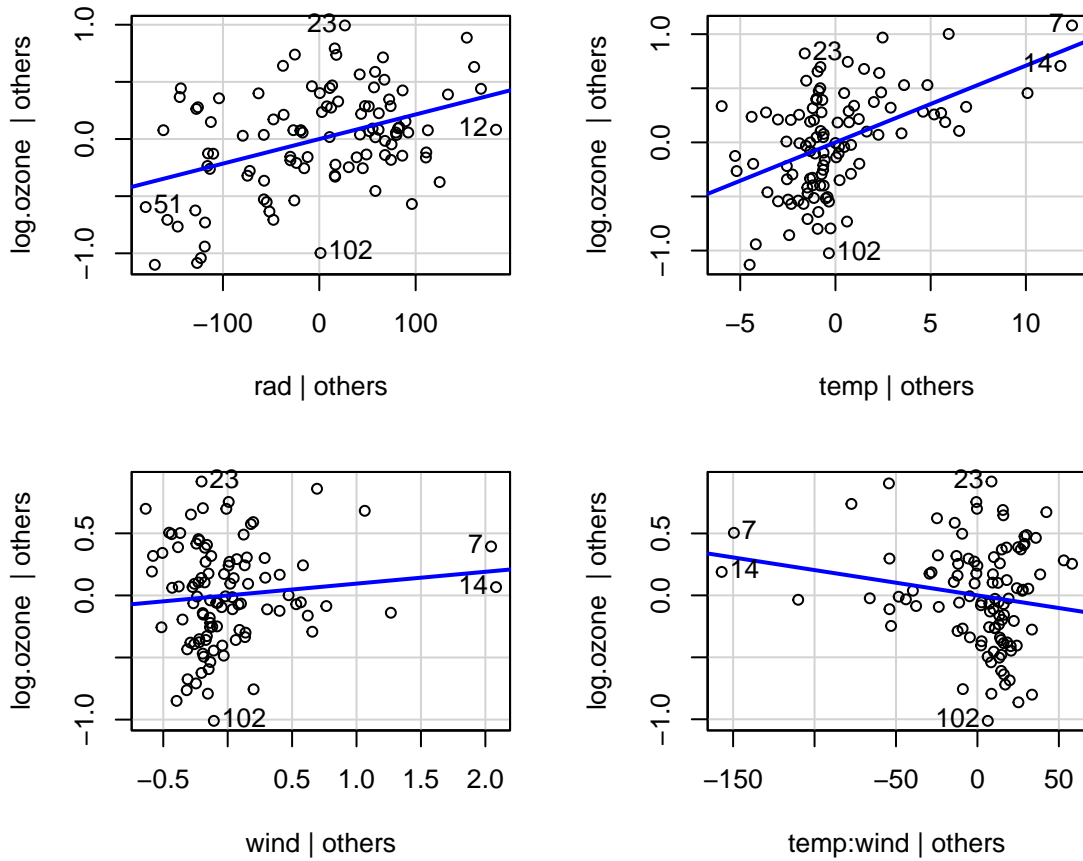 23
12
51
102
log.ozone | others
−1.0 0.0 1.0
−100 0 100
rad | others
7
23
14
102
log.ozone | others
−1.0 0.0 1.0
−5 0 5 10
temp | others
23
7
14
102
log.ozone | others
−1.0 0.0 0.5
−0.5 0.5 1.0 2.0
wind | others
23
7
14
102
log.ozone | others
−1.0 0.0 0.5
−150 −50 0 50
temp:wind | others